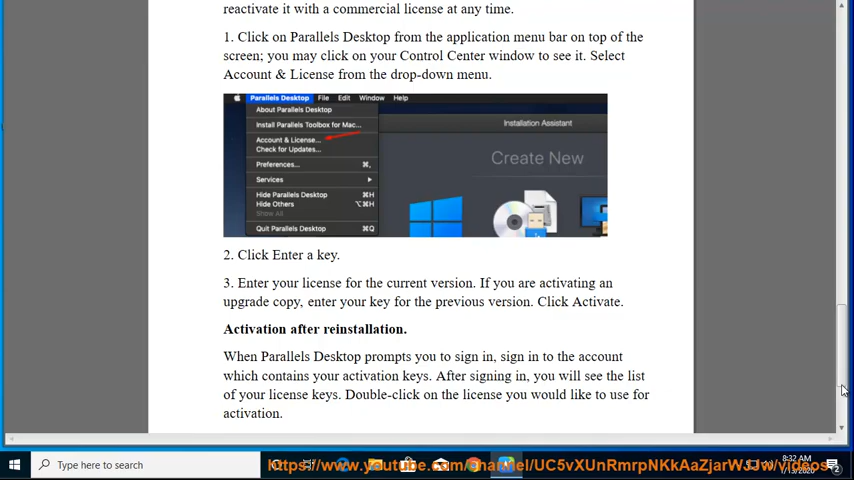 reactivate it with a commercial license at any time.
1. Click on Parallels Desktop from the application menu bar on top of the
screen; you may click on your Control Center window to see it. Select
Account & License from the drop-down menu.
Parallels Desktop File Edit Window Help
About Parallels Desktop
Install Parallels Toolbox for Mac...
Installation Assistant
Account & License...
Check for Updates...
Create New
Preferences... ⌘,
Services
Hide Parallels Desktop ⌘H
Hide Others ⌥⌘H
Show All
Quit Parallels Desktop ⌘Q
2. Click Enter a key.
3. Enter your license for the current version. If you are activating an
upgrade copy, enter your key for the previous version. Click Activate.
Activation after reinstallation.
When Parallels Desktop prompts you to sign in, sign in to the account
which contains your activation keys. After signing in, you will see the list
of your license keys. Double-click on the license you would like to use for
activation.
Type here to search
8:32 AM
7/13/2020
2